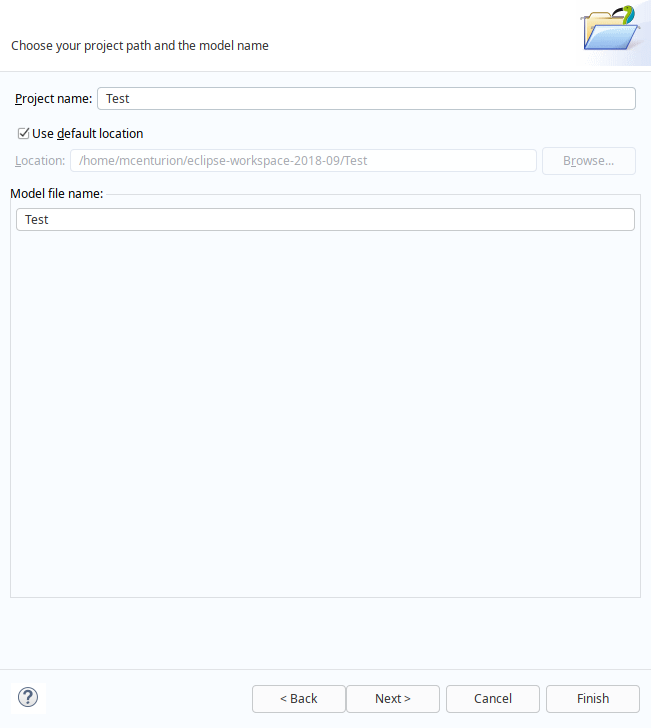 Choose your project path and the model name
Project name: Test
Use default location
Location: /home/mcenturion/eclipse-workspace-2018-09/Test Browse...
Model file name:
Test
? < Back Next > Cancel Finish